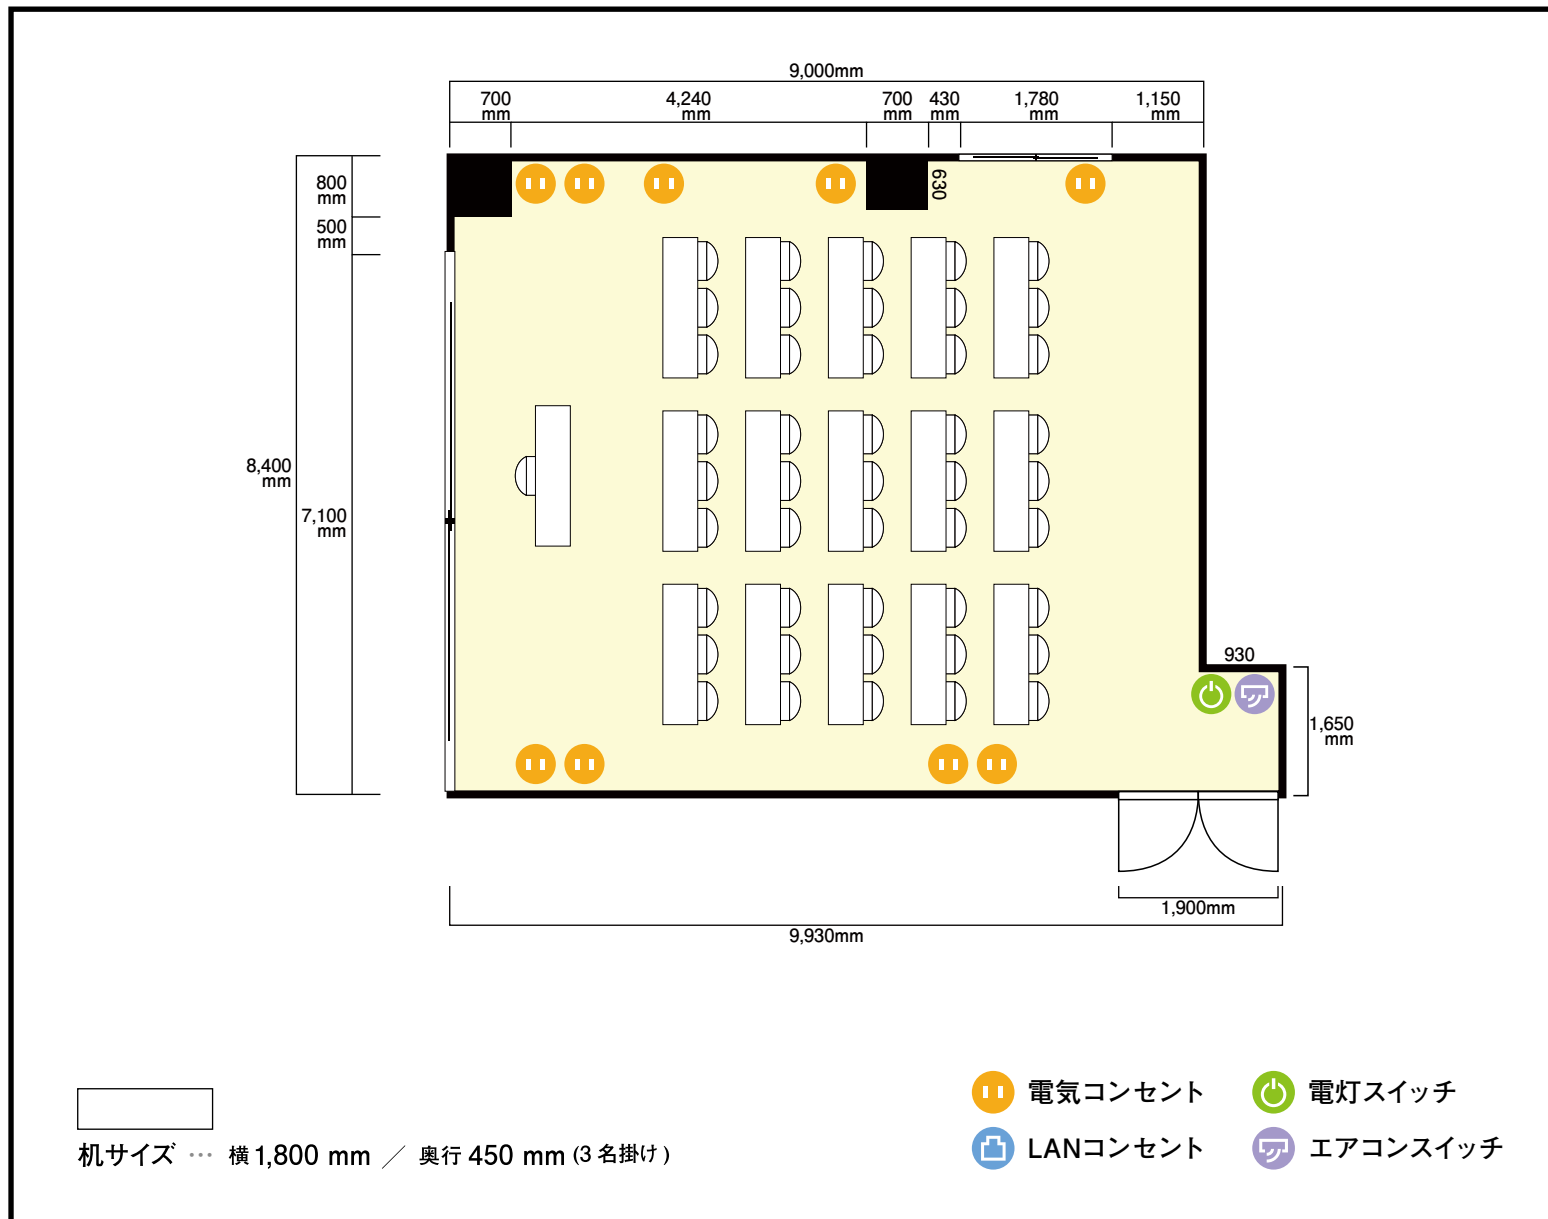 9,000mm
700
mm
4,240
mm
700
mm
430
mm
1,780
mm
1,150
mm
800
mm
500
mm
630
8,400
mm
7,100
mm
930
1,650
mm
1,900mm
9,930mm
机サイズ … 横1,800 mm ／ 奥行 450 mm (3 名掛け)
電気コンセント
電灯スイッチ
LANコンセント
エアコンスイッチ